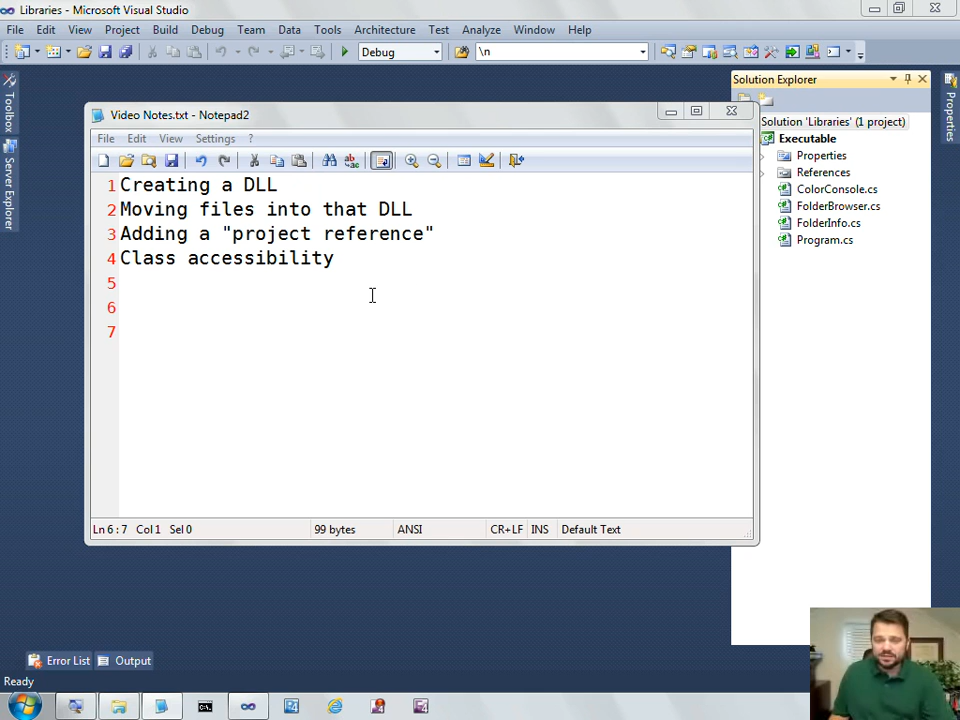 Libraries - Microsoft Visual Studio
File Edit View Project Build Debug Team Data Tools Architecture Test Analyze Window Help
Debug
\n
Toolbox
Server Explorer
Video Notes.txt - Notepad2
File Edit View Settings ?
1 Creating a DLL
2 Moving files into that DLL
3 Adding a "project reference"
4 Class accessibility
5
6
7
Ln 6 : 7 Col 1 Sel 0 99 bytes ANSI CR+LF INS Default Text
Solution Explorer
Solution 'Libraries' (1 project)
Executable
Properties
References
ColorConsole.cs
FolderBrowser.cs
FolderInfo.cs
Program.cs
Properties
Error List Output
Ready